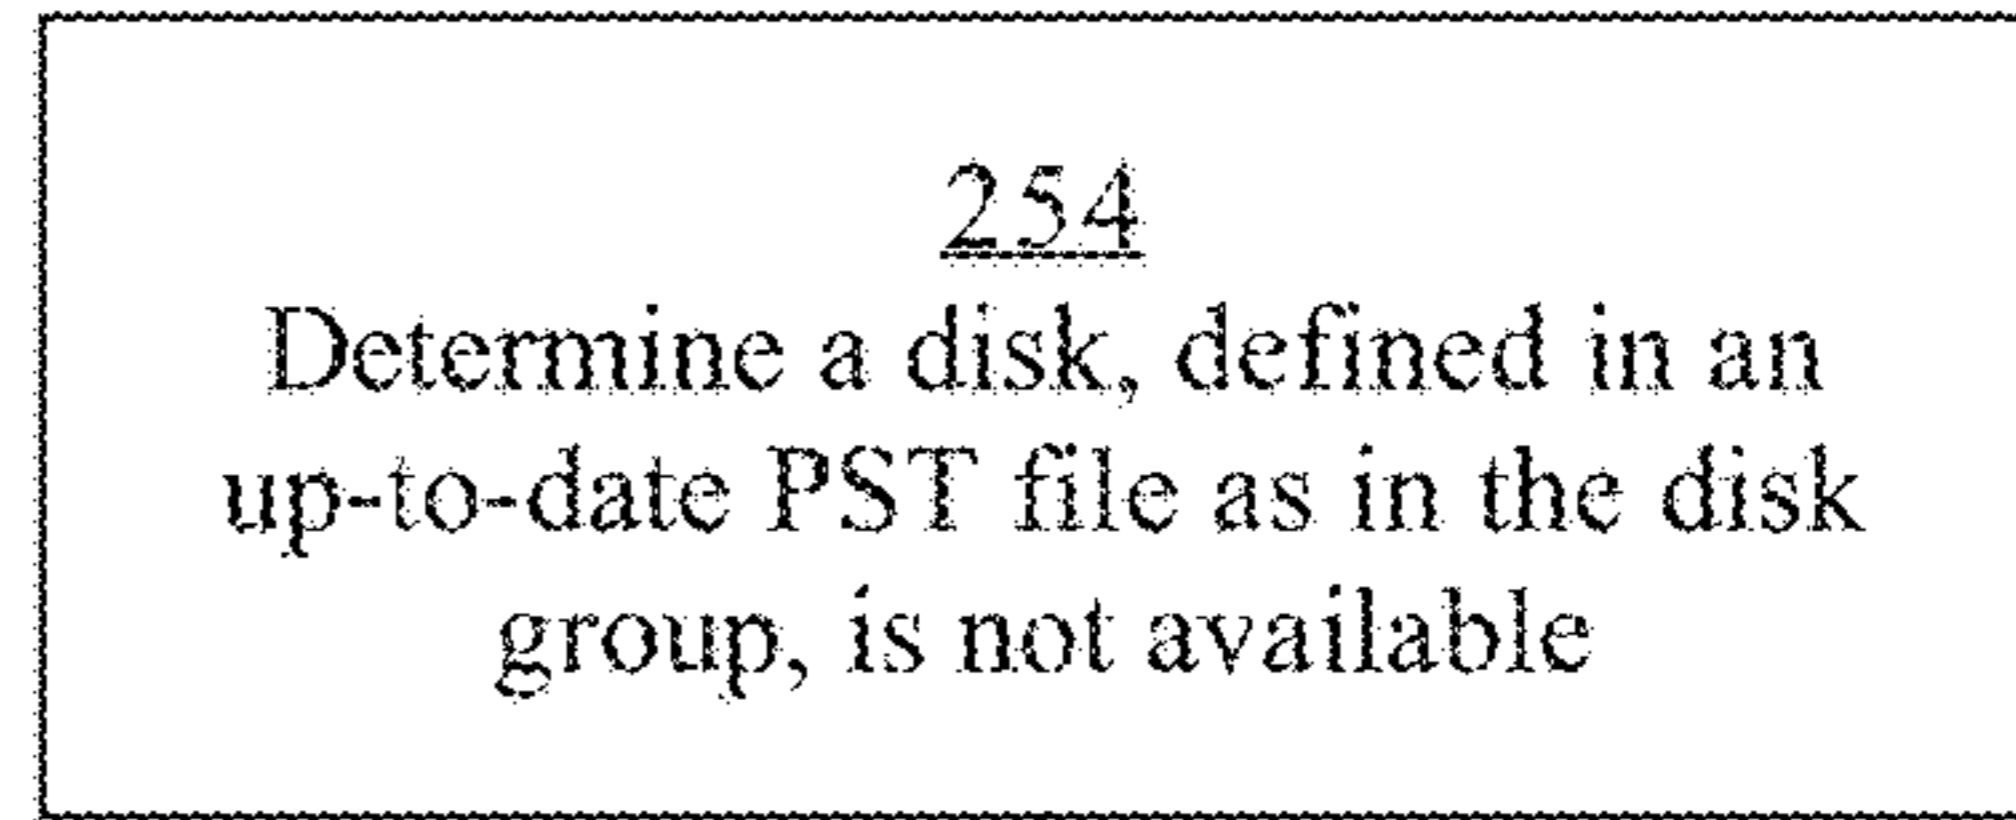 254
Determine a disk, defined in an
up-to-date PST file as in the disk
group, is not available